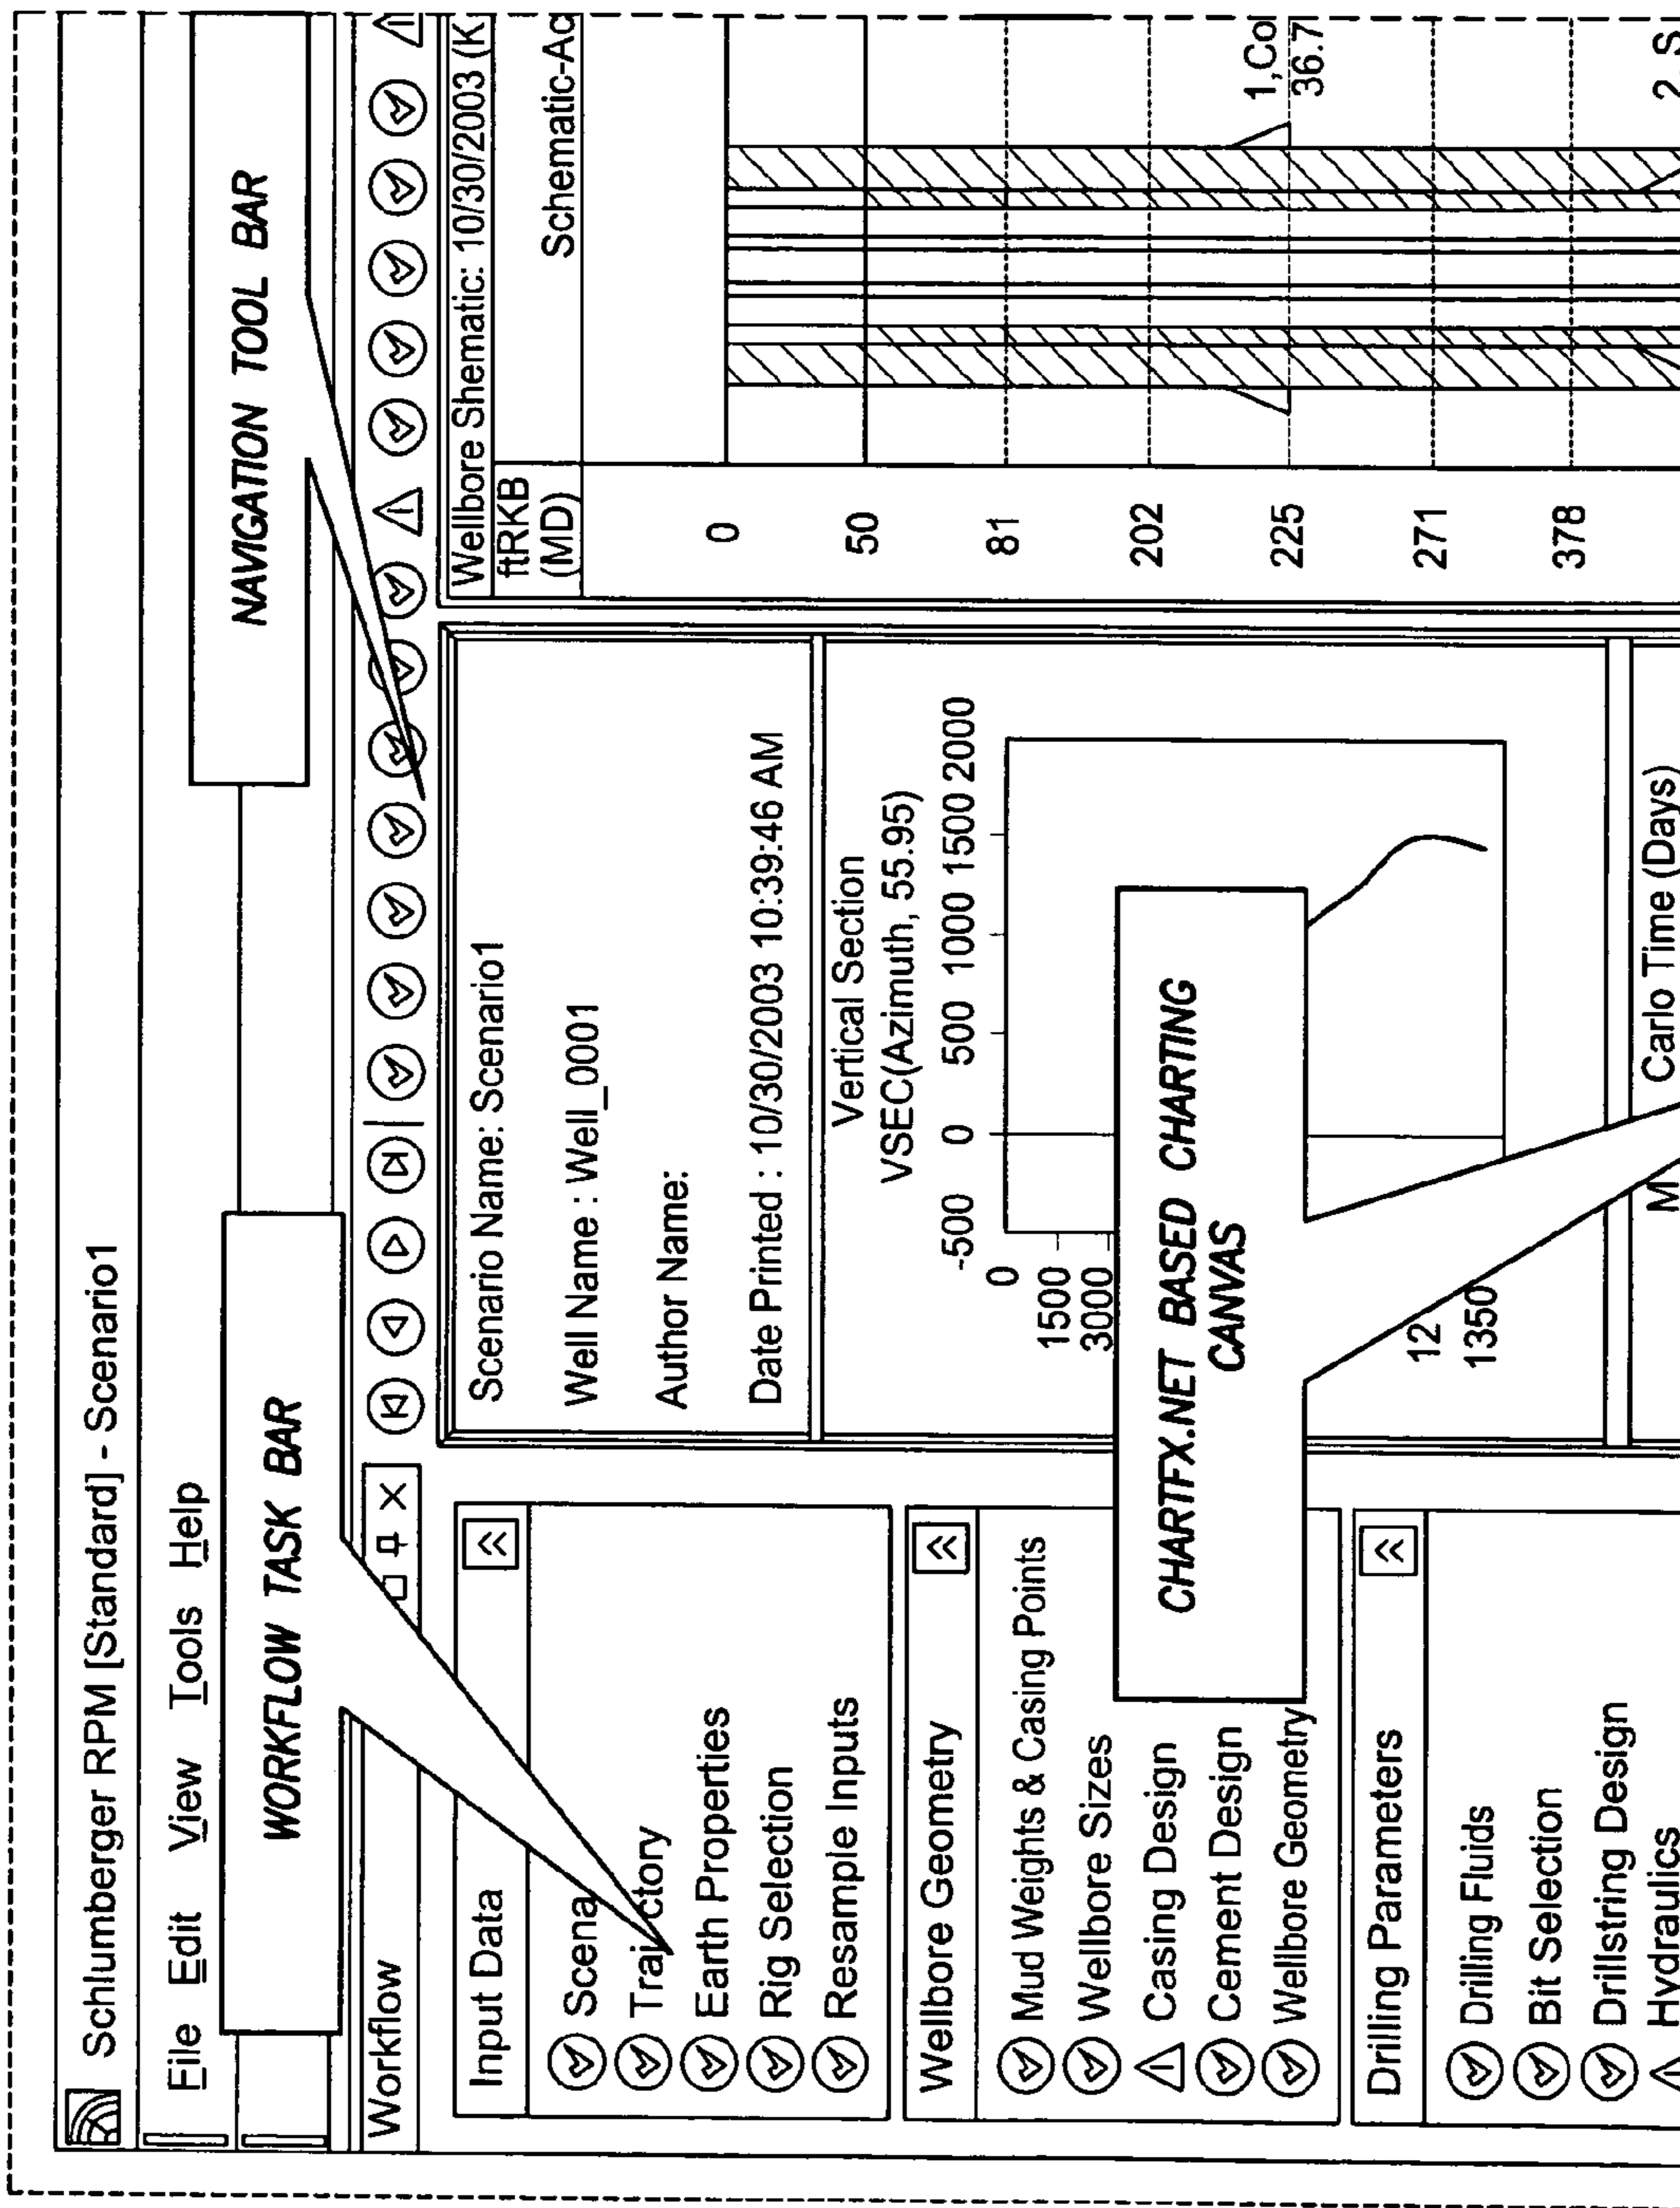 Schlumberger RPM [Standard] - Scenario1
File Edit View Tools Help
WORKFLOW TASK BAR
NAVIGATION TOOL BAR
Workflow
Input Data
Scena
Trajectory
Earth Properties
Rig Selection
Resample Inputs
Wellbore Geometry
Mud Weights & Casing Points
Wellbore Sizes
Casing Design
Cement Design
Wellbore Geometry
Drilling Parameters
Drilling Fluids
Bit Selection
Drillstring Design
Hydraulics
Scenario Name: Scenario1
Well Name : Well_0001
Author Name:
Date Printed : 10/30/2003 10:39:46 AM
Vertical Section
VSEC(Azimuth, 55.95)
-500 0 500 1000 1500 2000
0
1500
3000
12
1350
CHARTFX.NET BASED CHARTING
CANVAS
M Carlo Time (Days)
Wellbore Shematic: 10/30/2003 (K
ftRKB
(MD)
Schematic-Ac
0
50
81
202
225
271
378
1,Col
36.7
2, S